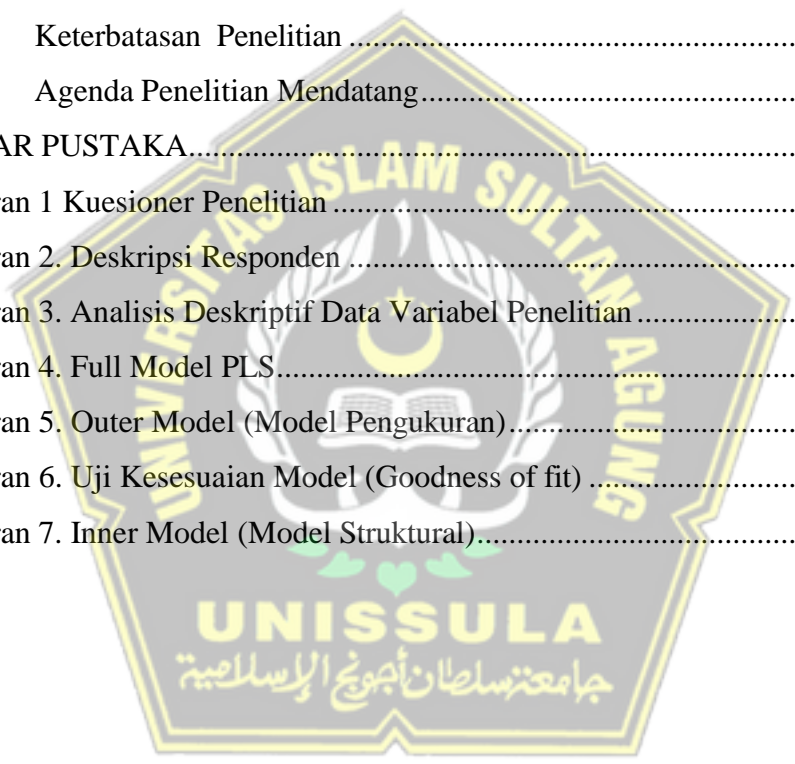 Keterbatasan Penelitian ........................................................
Agenda Penelitian Mendatang ...............................................
AR PUSTAKA ..............................................................................
ran 1 Kuesioner Penelitian ..........................................................
ran 2. Deskripsi Responden ........................................................
ran 3. Analisis Deskriptif Data Variabel Penelitian ....................
ran 4. Full Model PLS ..................................................................
ran 5. Outer Model (Model Pengukuran) ....................................
ran 6. Uji Kesesuaian Model (Goodness of fit) ..........................
ran 7. Inner Model (Model Struktural) ........................................
UNIVERSITAS ISLAM SULTAN AGUNG
UNISSULA
جامعة سلطان أجونج الإسلامية